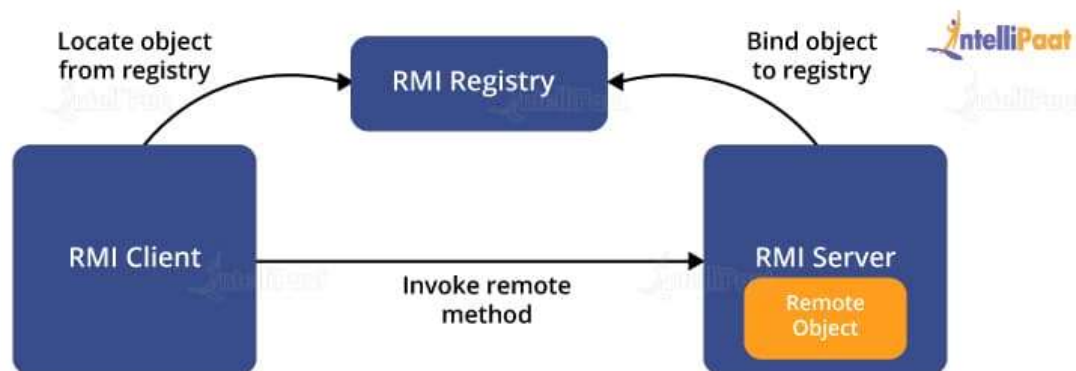 Locate object
from registry
RMI Registry
Bind object
to registry
IntelliPaat
RMI Client
Invoke remote
method
RMI Server
Remote
Object